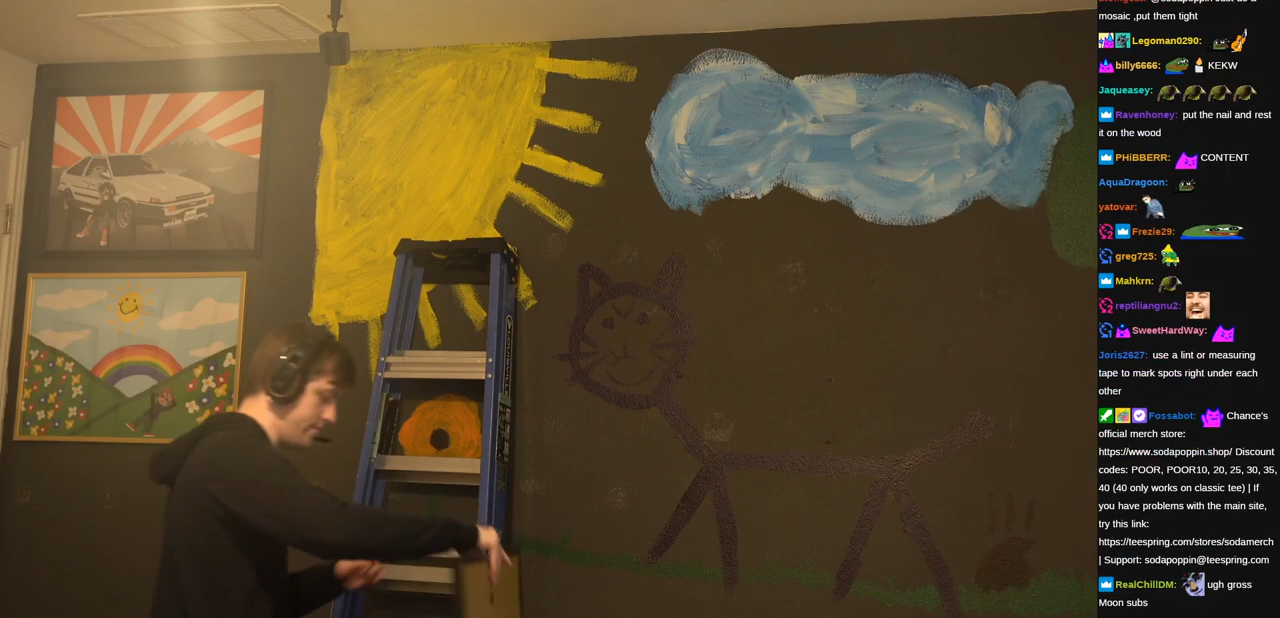 @sodapoppin Just do a
mosaic ,put them tight
Legoman0290:
billy6666: KEKW
Jaqueasey:
Ravenhoney: put the nail and rest
it on the wood
PHiBBERR: CONTENT
AquaDragoon:
yatovar:
Frezie29:
greg725:
Mahkrn:
reptiliangnu2:
SweetHardWay:
Joris2627: use a lint or measuring
tape to mark spots right under each
other
Fossabot: Chance's
official merch store:
https://www.sodapoppin.shop/ Discount
codes: POOR, POOR10, 20, 25, 30, 35,
40 (40 only works on classic tee) | If
you have problems with the main site,
try this link:
https://teespring.com/stores/sodamerch
| Support: sodapoppin@teespring.com
RealChillDM: ugh gross
Moon subs